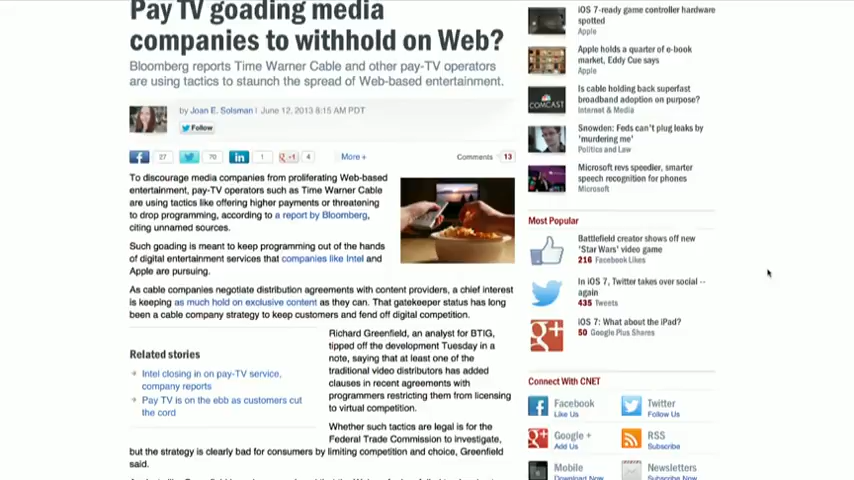 Pay TV goading media
companies to withhold on Web?
Bloomberg reports Time Warner Cable and other pay-TV operators
are using tactics to staunch the spread of Web-based entertainment.
by Joan E. Solsman | June 12, 2013 8:15 AM PDT
Follow
27
70
in
1
+1
4
More +
Comments
13
To discourage media companies from proliferating Web-based
entertainment, pay-TV operators such as Time Warner Cable
are using tactics like offering higher payments or threatening
to drop programming, according to a report by Bloomberg,
citing unnamed sources.
Such goading is meant to keep programming out of the hands
of digital entertainment services that companies like Intel and
Apple are pursuing.
As cable companies negotiate distribution agreements with content providers, a chief interest
is keeping as much hold on exclusive content as they can. That gatekeeper status has long
been a cable company strategy to keep customers and fend off digital competition.
Related stories
Intel closing in on pay-TV service,
company reports
Pay TV is on the ebb as customers cut
the cord
Richard Greenfield, an analyst for BTIG,
tipped off the development Tuesday in a
note, saying that at least one of the
traditional video distributors has added
clauses in recent agreements with
programmers restricting them from licensing
to virtual competition.
Whether such tactics are legal is for the
Federal Trade Commission to investigate,
but the strategy is clearly bad for consumers by limiting competition and choice, Greenfield
said.
iOS 7-ready game controller hardware
spotted
Apple
Apple holds a quarter of e-book
market, Eddy Cue says
Apple
COMCAST
Is cable holding back superfast
broadband adoption on purpose?
Internet & Media
Snowden: Feds can't plug leaks by
'murdering me'
Politics and Law
Microsoft revs speedier, smarter
speech recognition for phones
Microsoft
Most Popular
Battlefield creator shows off new
'Star Wars' video game
216 Facebook Likes
In iOS 7, Twitter takes over social --
again
435 Tweets
iOS 7: What about the iPad?
50 Google Plus Shares
Connect With CNET
Facebook
Like Us
Twitter
Follow Us
Google +
Add Us
RSS
Subscribe
Mobile
Download Now
Newsletters
Subscribe Now